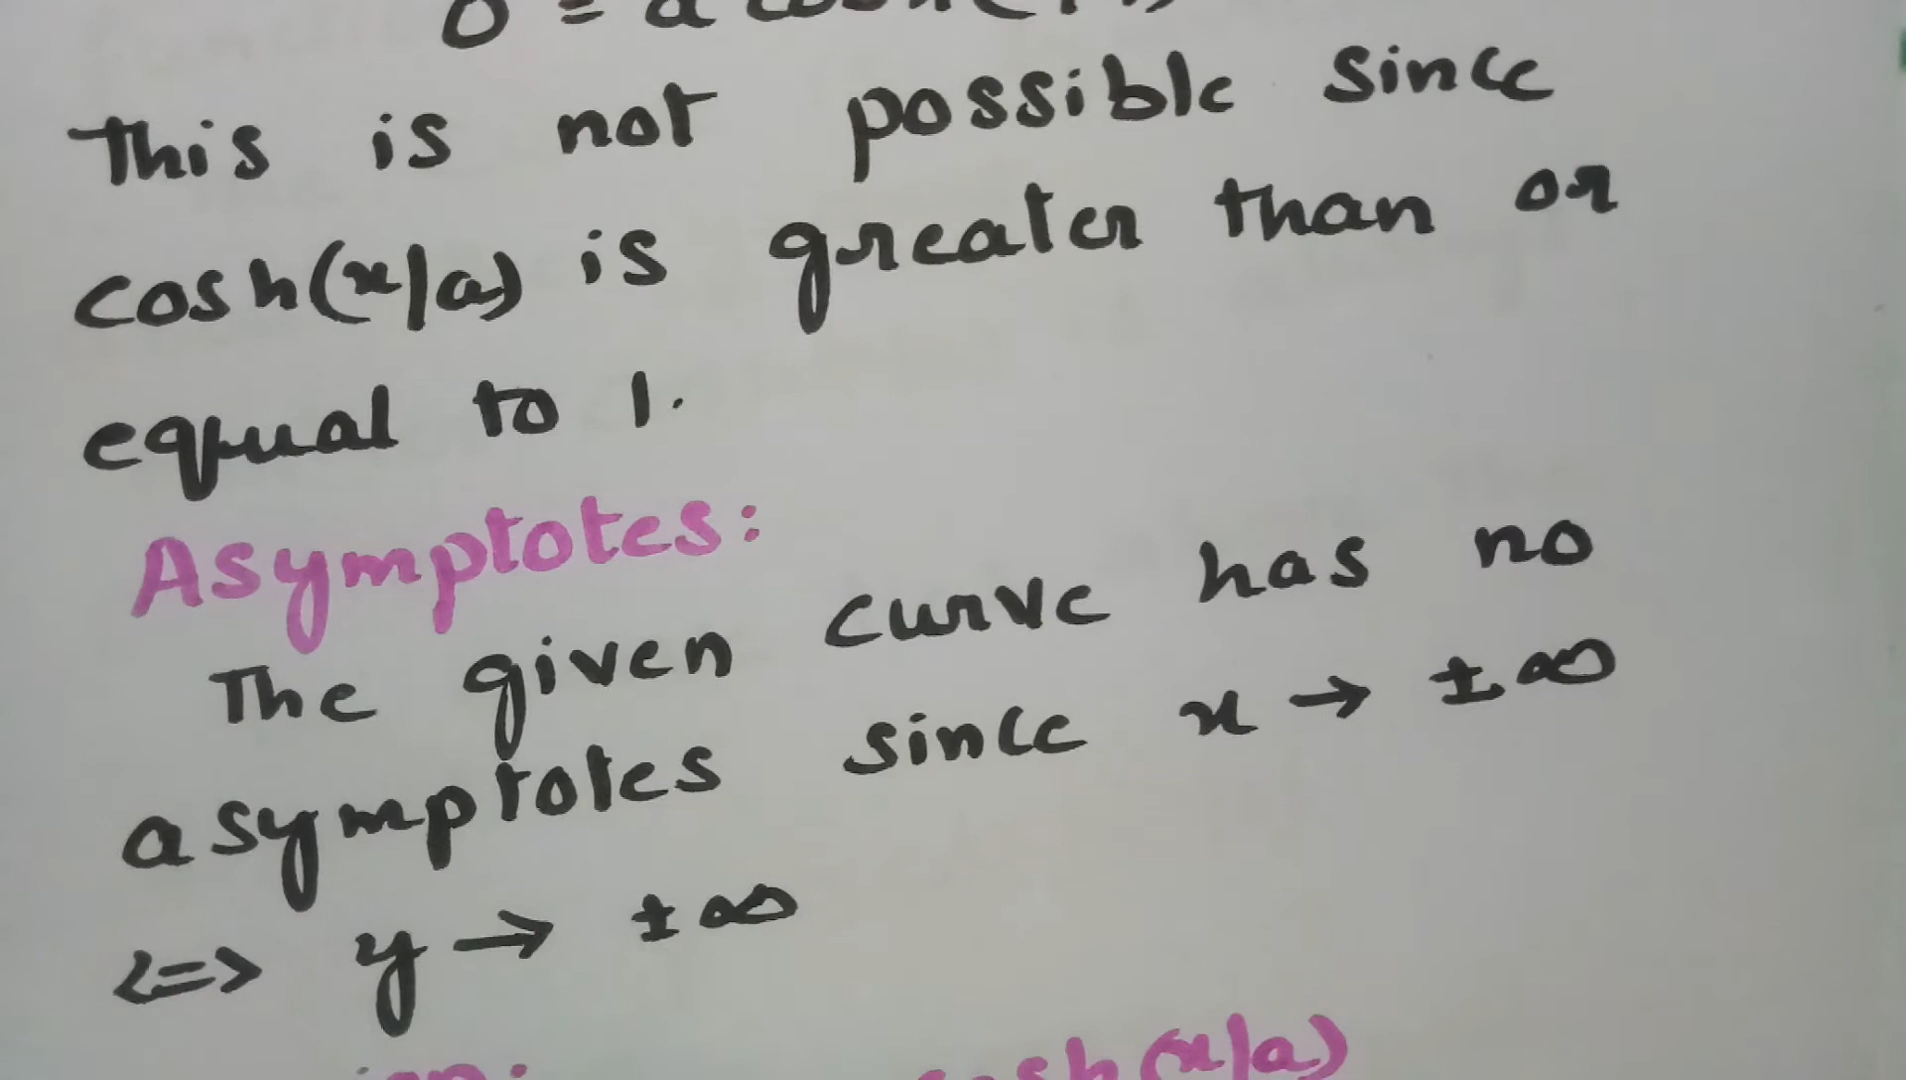 This is not possible since
cosh(x/a) is greater than or
equal to 1.
Asymptotes:
The given curve has no
asymptotes since x → ±∞
<=> y → ±∞
cosh(x/a)